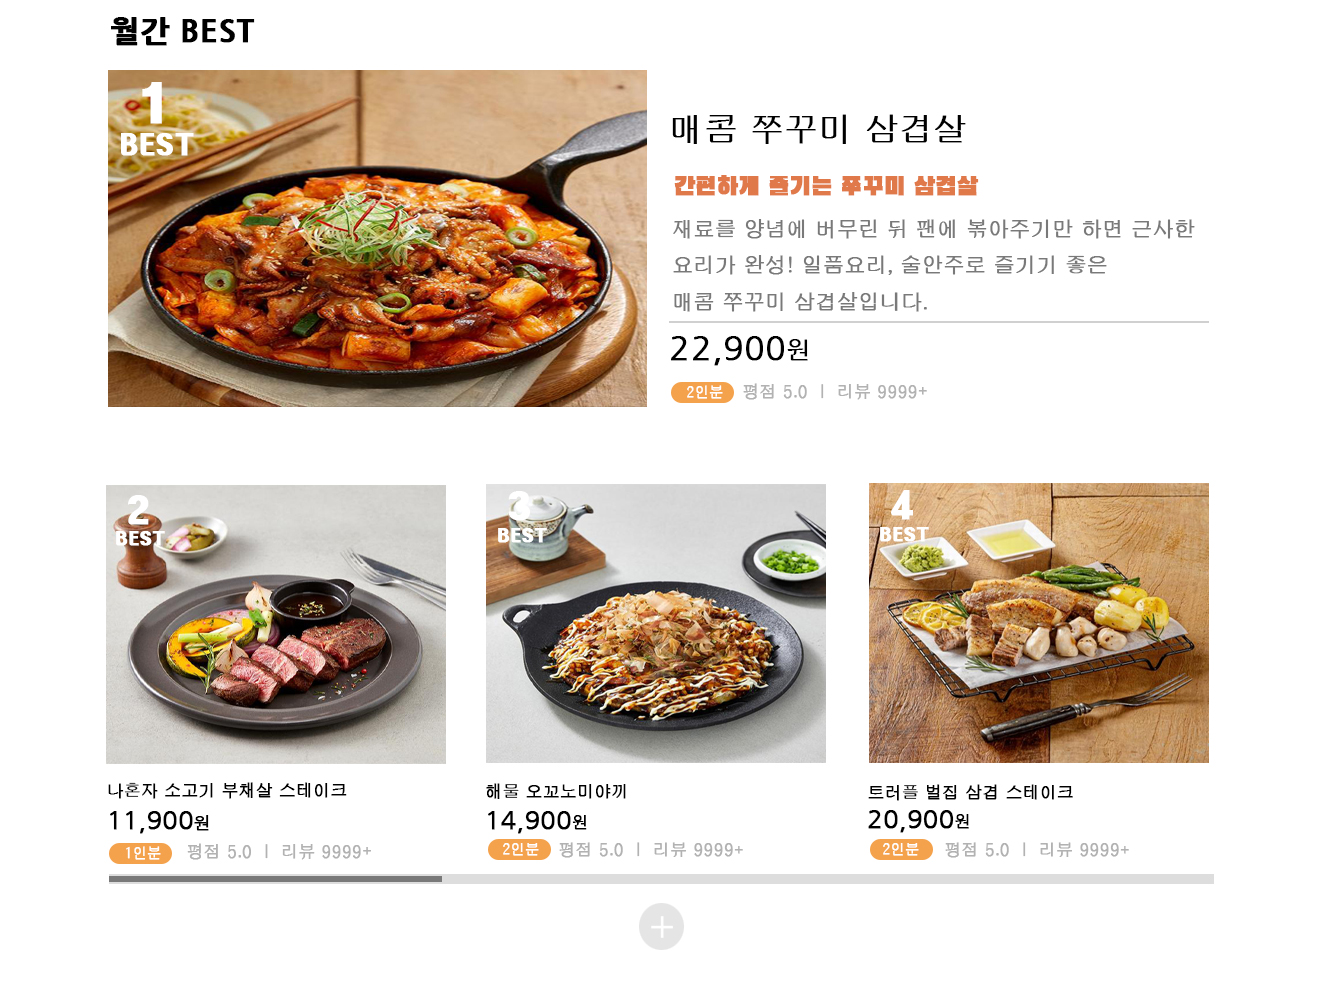 월간 BEST
1
BEST
매콤 쭈꾸미 삼겹살
간편하게 즐기는 쭈꾸미 삼겹살
재료를 양념에 버무린 뒤 팬에 볶아주기만 하면 근사한
요리가 완성! 일품요리, 술안주로 즐기기 좋은
매콤 쭈꾸미 삼겹살입니다.
22,900원
2인분 평점 5.0 ㅣ 리뷰 9999+
2
BEST
나혼자 소고기 부채살 스테이크
11,900원
1인분 평점 5.0 ㅣ 리뷰 9999+
3
BEST
해물 오꼬노미야끼
14,900원
2인분 평점 5.0 ㅣ 리뷰 9999+
4
BEST
트러플 벌집 삼겹 스테이크
20,900원
2인분 평점 5.0 ㅣ 리뷰 9999+